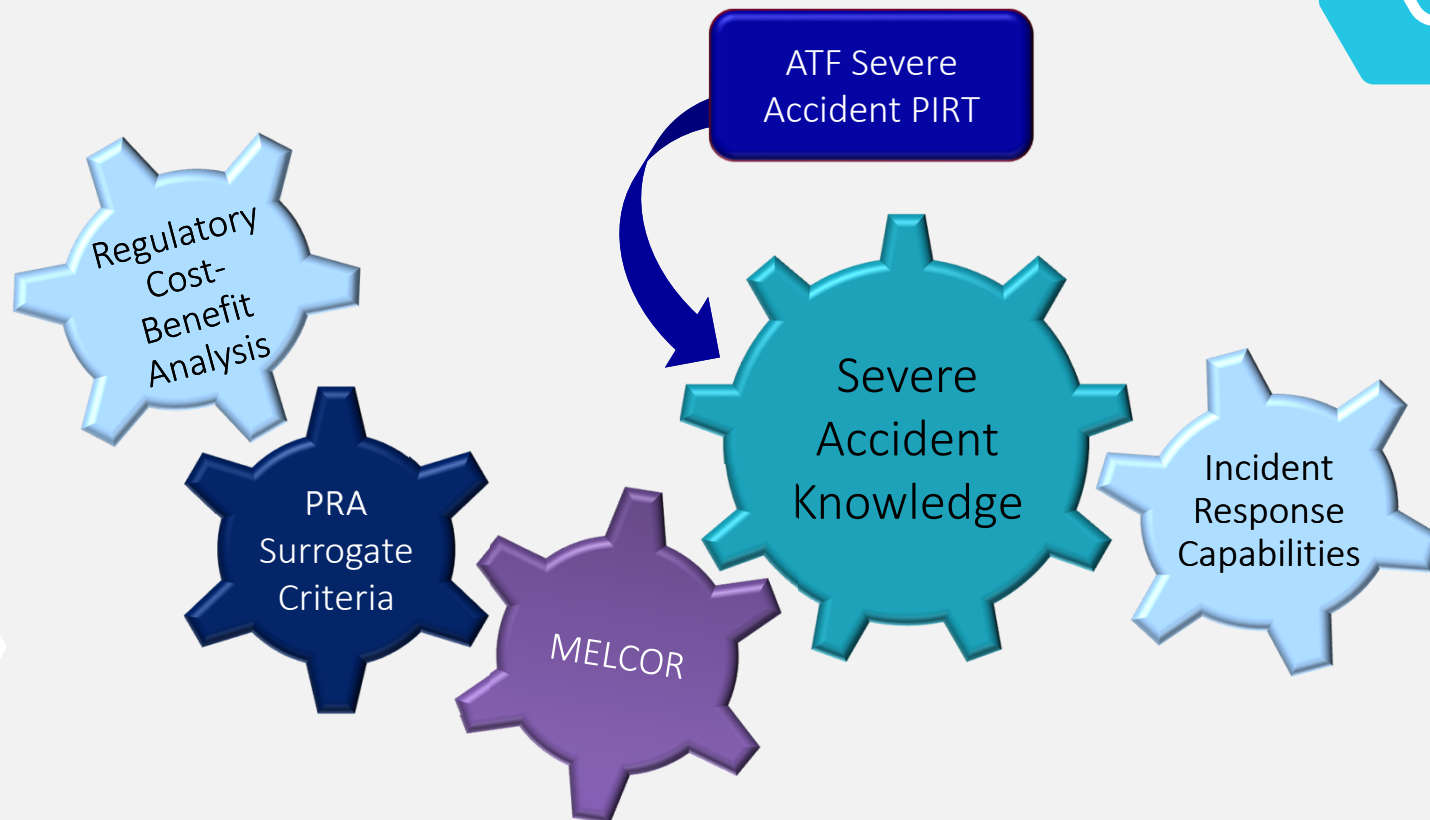 ATF Severe
Accident PIRT
Regulatory
Cost-
Benefit
Analysis
PRA
Surrogate
Criteria
MELCOR
Severe
Accident
Knowledge
Incident
Response
Capabilities